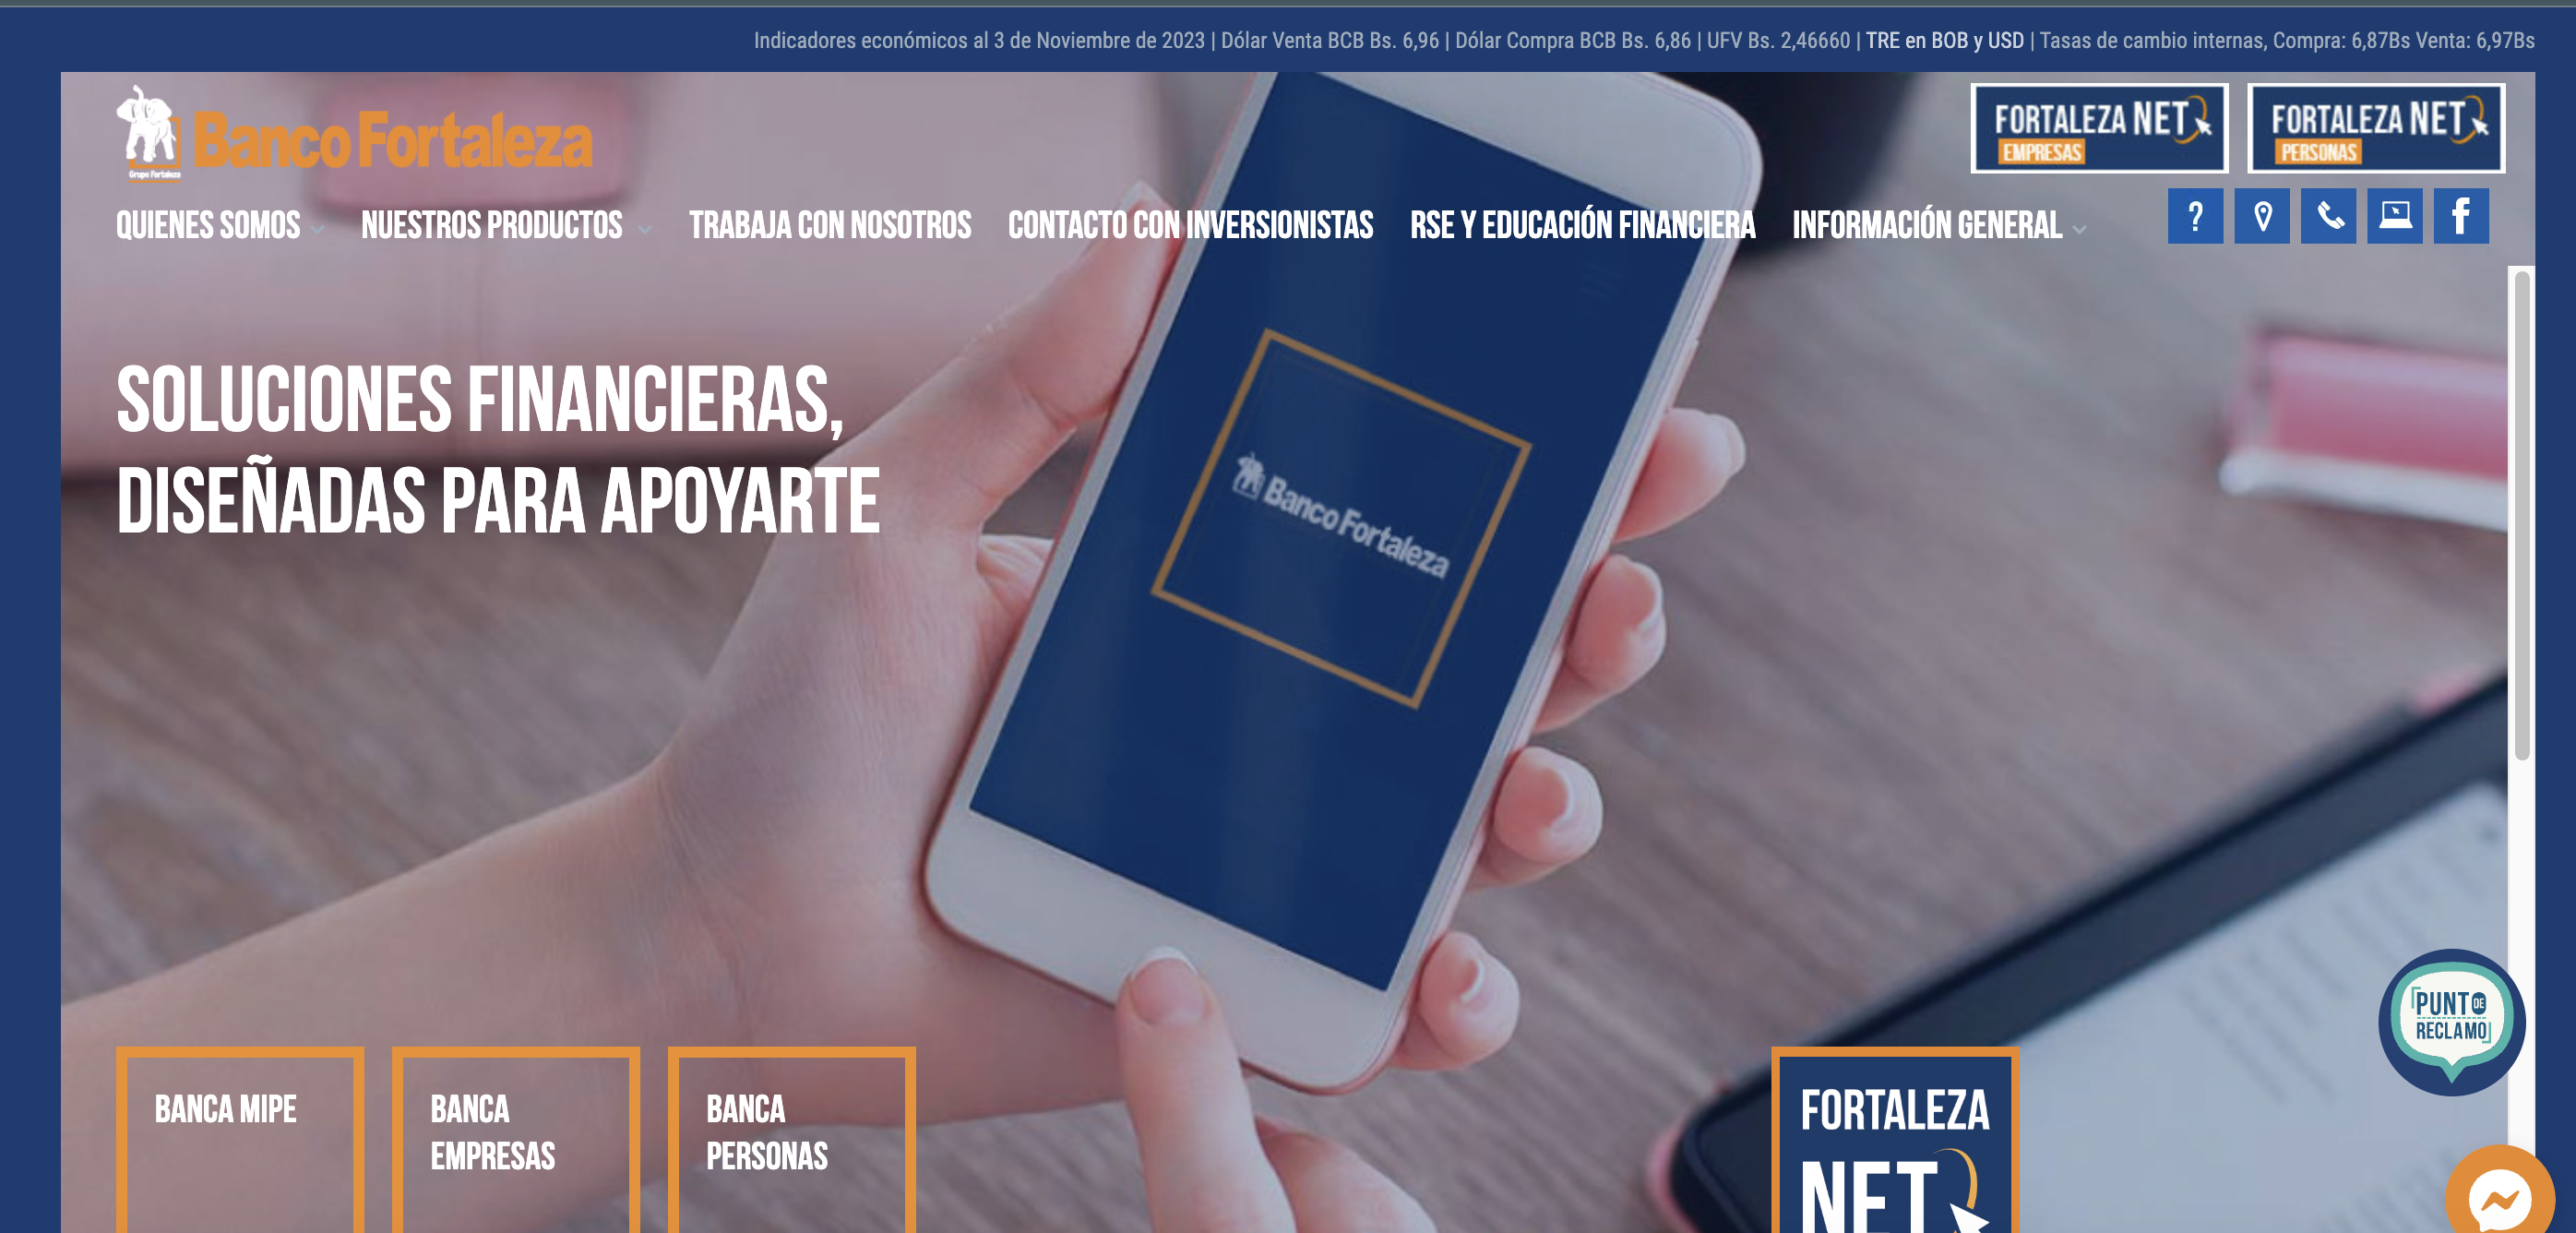 Indicadores económicos al 3 de Noviembre de 2023 | Dólar Venta BCB Bs. 6,96 | Dólar Compra BCB Bs. 6,86 | UFV Bs. 2,46660 | TRE en BOB y USD | Tasas de cambio internas, Compra: 6,87Bs Venta: 6,97Bs
Banco Fortaleza
Grupo Fortaleza
FORTALEZA NET
EMPRESAS
FORTALEZA NET
PERSONAS
QUIENES SOMOS
NUESTROS PRODUCTOS
TRABAJA CON NOSOTROS
CONTACTO CON INVERSIONISTAS
RSE Y EDUCACIÓN FINANCIERA
INFORMACIÓN GENERAL
?
f
SOLUCIONES FINANCIERAS,
DISEÑADAS PARA APOYARTE
Banco Fortaleza
PUNTO DE
RECLAMO
BANCA MIPE
BANCA
EMPRESAS
BANCA
PERSONAS
FORTALEZA
NET